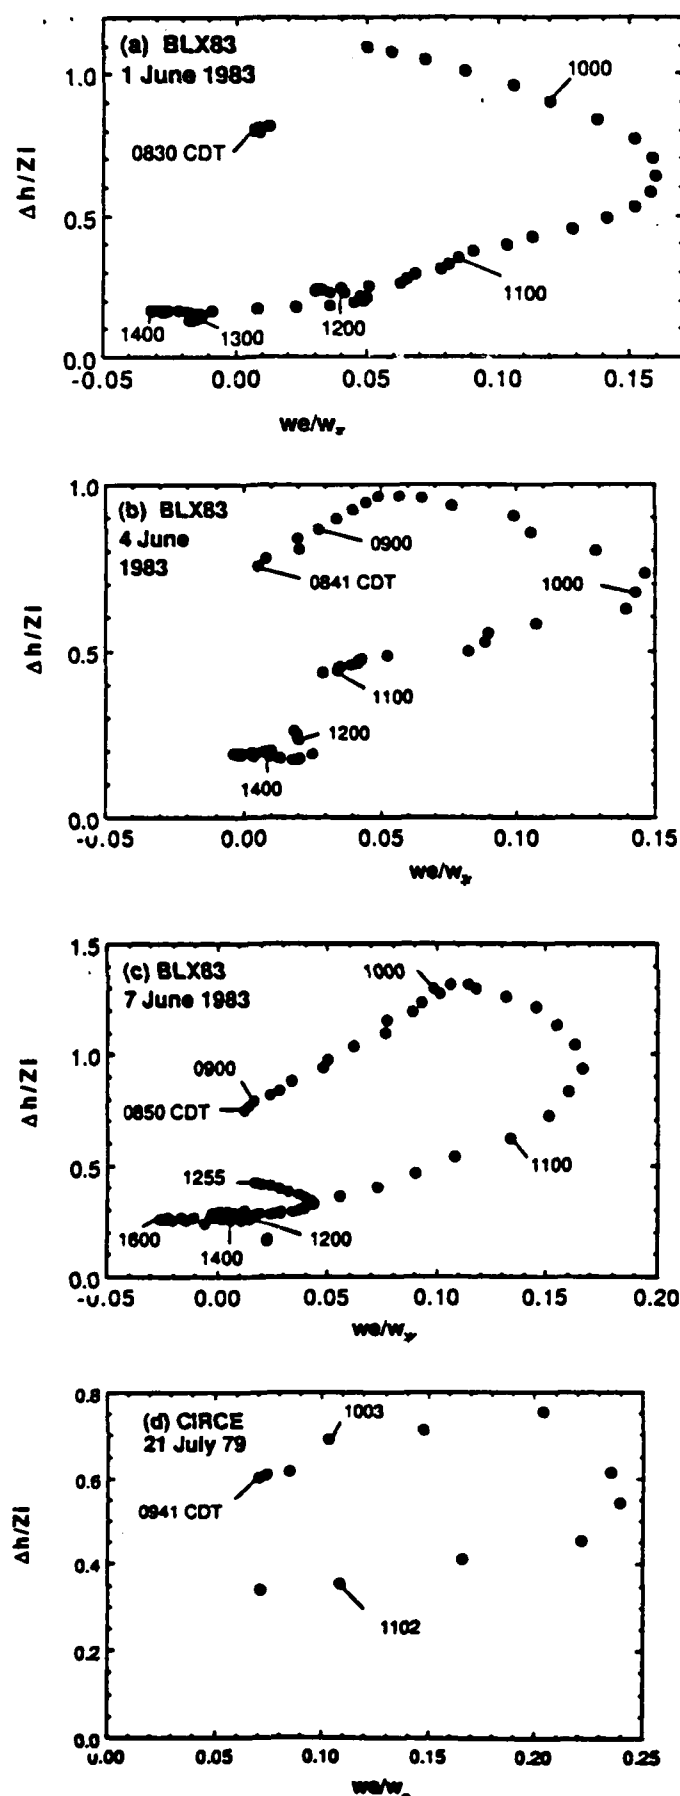 (a) BLX83
1 June 1983
1000
0830 CDT
1100
1200
1400
1300
Δh/Zi
1.0
0.5
0.0
-0.05 0.00 0.05 0.10 0.15
we/w*
(b) BLX83
4 June
1983
0900
0841 CDT
1000
1100
1200
1400
Δh/Zi
1.0
0.5
0.0
-0.05 0.00 0.05 0.10 0.15
we/w*
(c) BLX83
7 June 1983
1000
0900
0850 CDT
1100
1255
1600
1400
1200
Δh/Zi
1.5
1.0
0.5
0.0
-0.05 0.00 0.05 0.10 0.15 0.20
we/w*
(d) CIRCE
21 July 79
1003
0941 CDT
1102
Δh/Zi
0.8
0.6
0.4
0.2
0.0
0.00 0.05 0.10 0.15 0.20 0.25
we/w